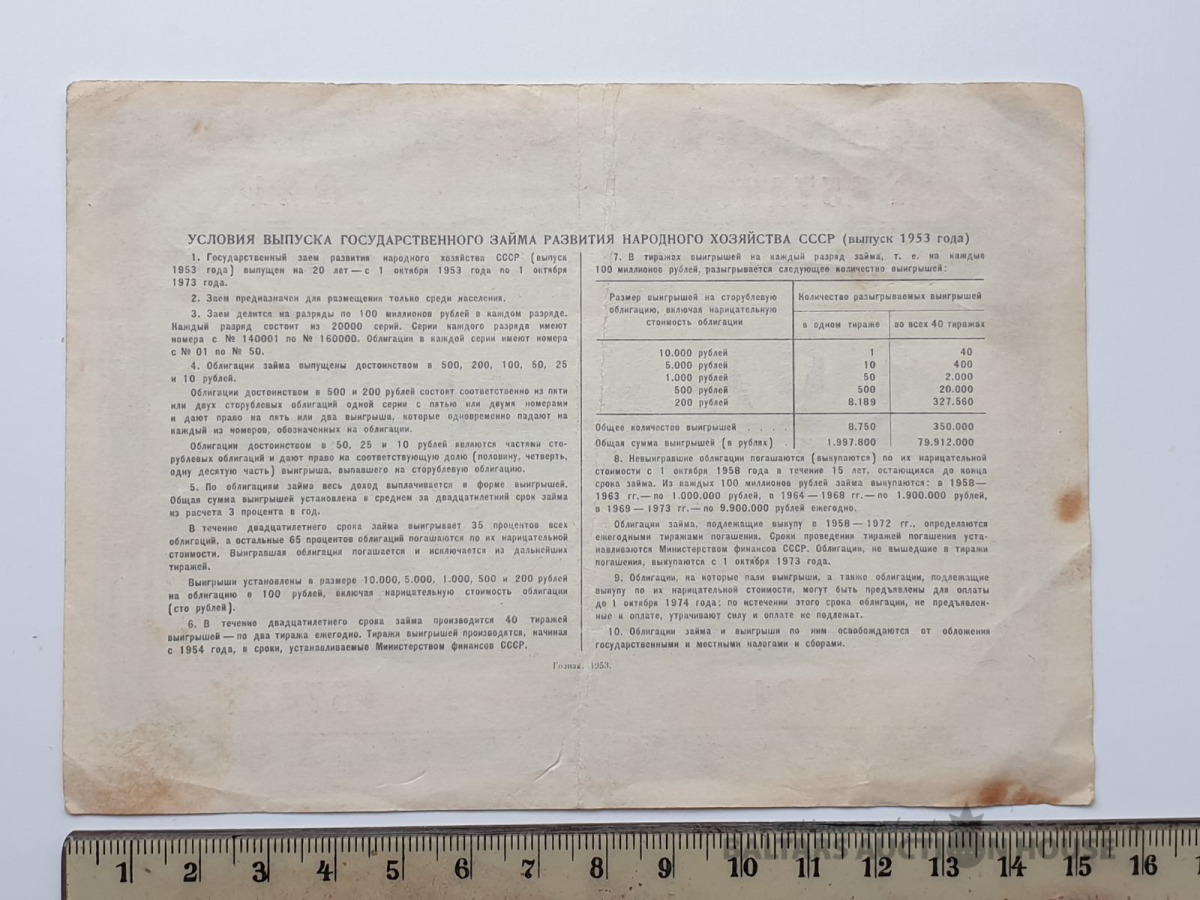 УСЛОВИЯ ВЫПУСКА ГОСУДАРСТВЕННОГО ЗАЙМА РАЗВИТИЯ НАРОДНОГО ХОЗЯЙСТВА СССР (выпуск 1953 года)
1. Государственный заем развития народного хозяйства СССР (выпуск
1953 года) выпущен на 20 лет — с 1 октября 1953 года по 1 октября
1973 года.
2. Заем предназначен для размещения только среди населения.
3. Заем делится на разряды по 100 миллионов рублей в каждом разряде.
Каждый разряд состоит из 20000 серий. Серии каждого разряда имеют
номера с № 140001 по № 160000. Облигации в каждой серии имеют номера
с № 01 по № 50.
4. Облигации займа выпущены достоинством в 500, 200, 100, 50, 25
и 10 рублей.
Облигации достоинством в 500 и 200 рублей состоят соответственно из пяти
или двух сторублевых облигаций одной серии с пятью или двумя номерами
и дают право на пять или два выигрыша, которые одновременно падают на
каждый из номеров, обозначенных на облигации.
Облигации достоинством в 50, 25 и 10 рублей являются частями сто-
рублевых облигаций и дают право на соответствующую долю (половину, четверть,
одну десятую часть) выигрыша, выпавшего на сторублевую облигацию.
5. По облигациям займа весь доход выплачивается в форме выигрышей.
Общая сумма выигрышей установлена в среднем за двадцатилетний срок займа
из расчета 3 процента в год.
В течение двадцатилетнего срока займа выигрывает 35 процентов всех
облигаций, а остальные 65 процентов облигаций погашаются по их нарицательной
стоимости. Выигравшая облигация погашается и исключается из дальнейших
тиражей.
Выигрыши установлены в размере 10.000, 5.000, 1.000, 500 и 200 рублей
на облигацию в 100 рублей, включая нарицательную стоимость облигации
(сто рублей).
6. В течение двадцатилетнего срока займа производится 40 тиражей
выигрышей — по два тиража ежегодно. Тиражи выигрышей производятся, начиная
с 1954 года, в сроки, устанавливаемые Министерством финансов СССР.
7. В тиражах выигрышей на каждый разряд займа, т. е. на каждые
100 миллионов рублей, разыгрывается следующее количество выигрышей:
Размер выигрышей на сторублевую
облигацию, включая нарицательную
стоимость облигации
Количество разыгрываемых выигрышей
в одном тираже во всех 40 тиражах
10.000 рублей 1 40
5.000 рублей 10 400
1.000 рублей 50 2.000
500 рублей 500 20.000
200 рублей 8.189 327.560
Общее количество выигрышей . . . . 8.750 350.000
Общая сумма выигрышей (в рублях) . 1.997.800 79.912.000
8. Невыигравшие облигации погашаются (выкупаются) по их нарицательной
стоимости с 1 октября 1958 года в течение 15 лет, остающихся до конца
срока займа. Из каждых 100 миллионов рублей займа выкупаются: в 1958—
1963 гг.— по 1.000.000 рублей, в 1964 — 1968 гг.— по 1.900.000 рублей,
в 1969 — 1973 гг.— по 9.900.000 рублей ежегодно.
Облигации займа, подлежащие выкупу в 1958 — 1972 гг., определяются
ежегодными тиражами погашения. Сроки проведения тиражей погашения уста-
навливаются Министерством финансов СССР. Облигации, не вышедшие в тиражи
погашения, выкупаются с 1 октября 1973 года.
9. Облигации, на которые пали выигрыши, а также облигации, подлежащие
выкупу по их нарицательной стоимости, могут быть предъявлены для оплаты
до 1 октября 1974 года; по истечении этого срока облигации, не предъявлен-
ные к оплате, утрачивают силу и оплате не подлежат.
10. Облигации займа и выигрыши по ним освобождаются от обложения
государственными и местными налогами и сборами.
Гознак. 1953.
BALTARS AUCTION HOUSE
1 2 3 4 5 6 7 8 9 10 11 12 13 14 15 16